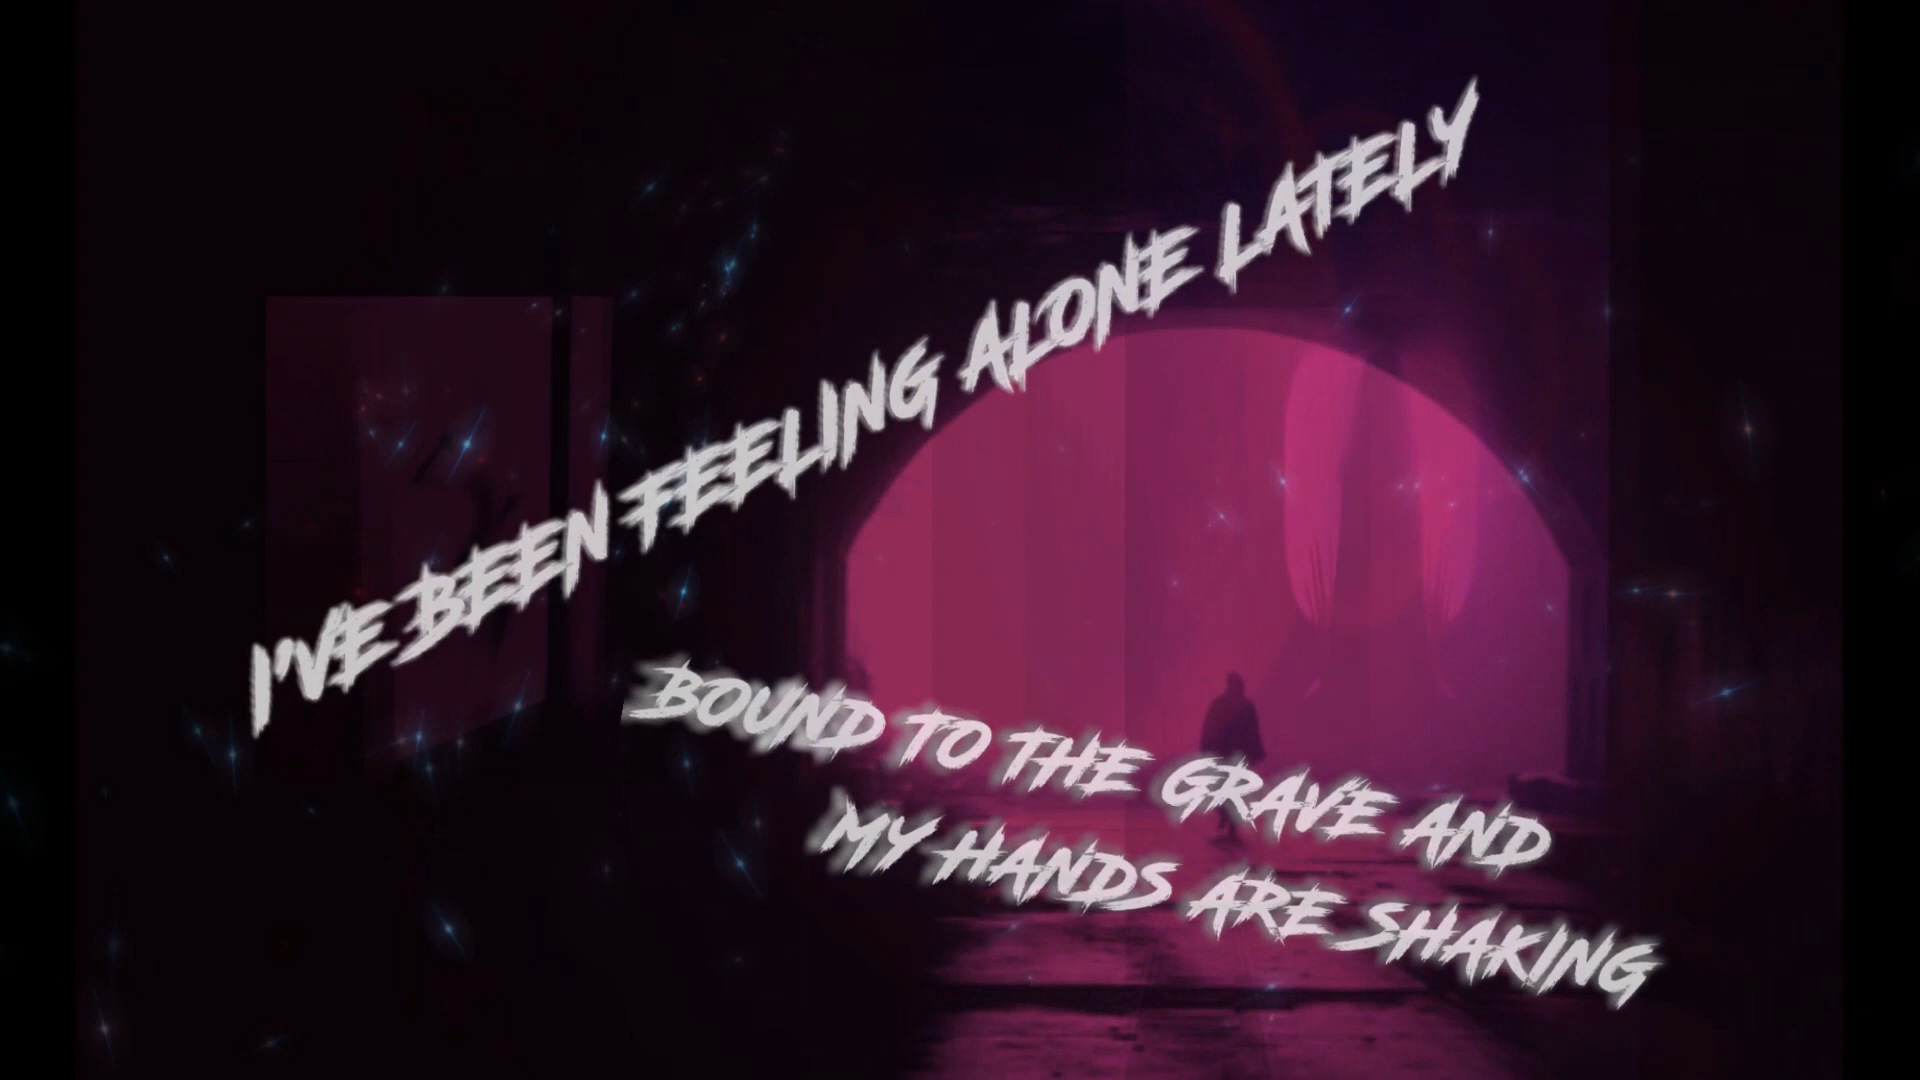 I'VE BEEN FEELING ALONE LATELY
BOUND TO THE GRAVE AND
MY HANDS ARE SHAKING